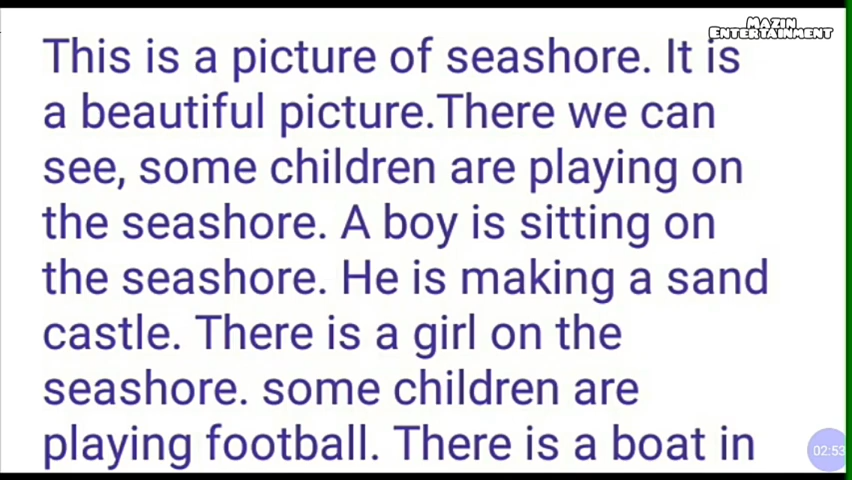 MAZIN
ENTERTAINMENT
This is a picture of seashore. It is
a beautiful picture.There we can
see, some children are playing on
the seashore. A boy is sitting on
the seashore. He is making a sand
castle. There is a girl on the
seashore. some children are
playing football. There is a boat in
02:53